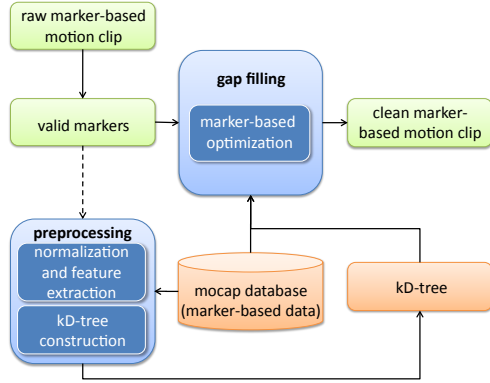 raw marker-based
motion clip
gap filling
valid markers
marker-based
optimization
clean marker-
based motion clip
preprocessing
normalization
and feature
extraction
kD-tree
construction
mocap database
(marker-based data)
kD-tree